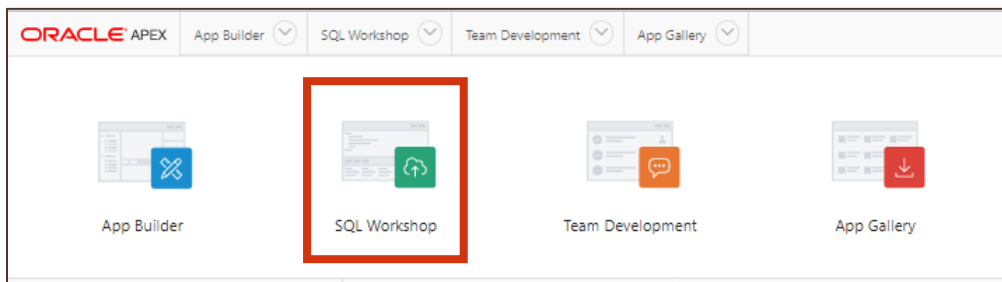 ORACLE APEX App Builder SQL Workshop Team Development App Gallery
App Builder SQL Workshop Team Development App Gallery